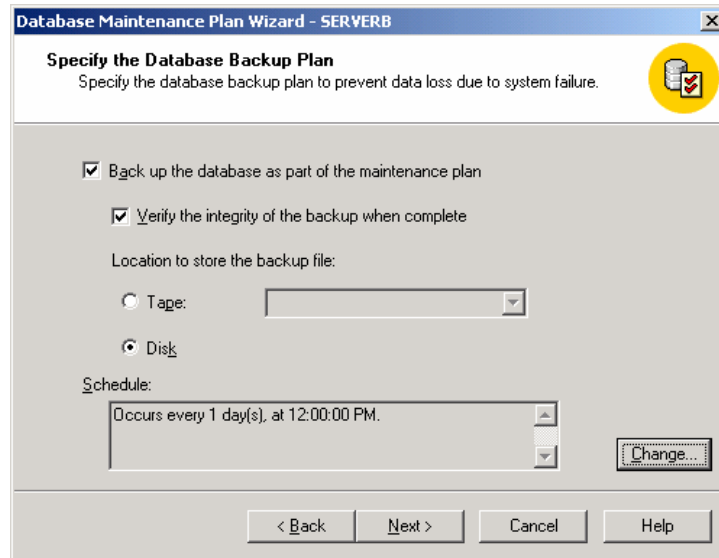 Database Maintenance Plan Wizard - SERVERB
Specify the Database Backup Plan
Specify the database backup plan to prevent data loss due to system failure.
Back up the database as part of the maintenance plan
Verify the integrity of the backup when complete
Location to store the backup file:
Tape:
Disk
Schedule:
Occurs every 1 day(s), at 12:00:00 PM.
Change...
< Back
Next >
Cancel
Help